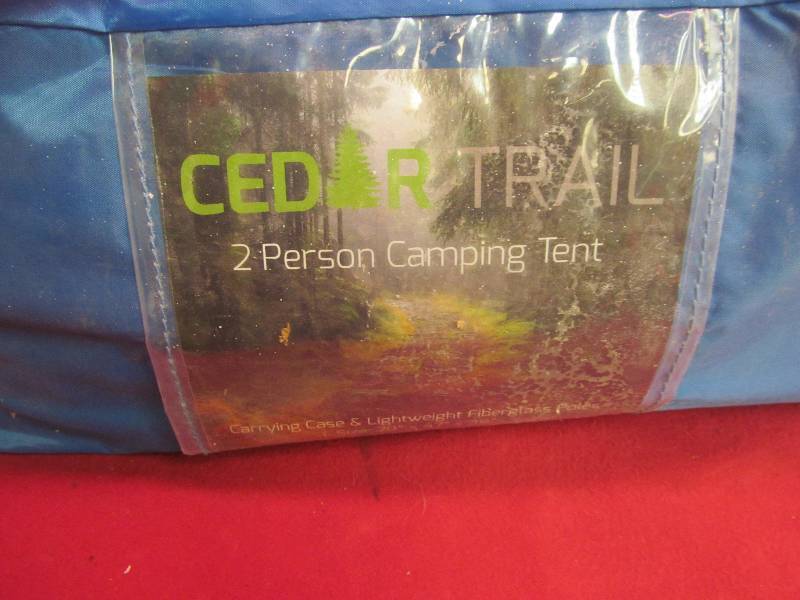 CEDAR TRAIL
2 Person Camping Tent
Carrying Case & Lightweight Fiberglass Poles